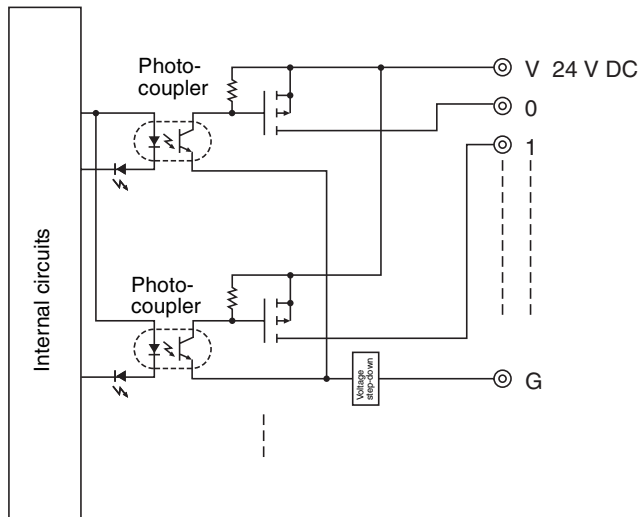 Photo-
coupler
V 24 V DC
0
1
Internal circuits
Photo-
coupler
Voltage
step-down
G